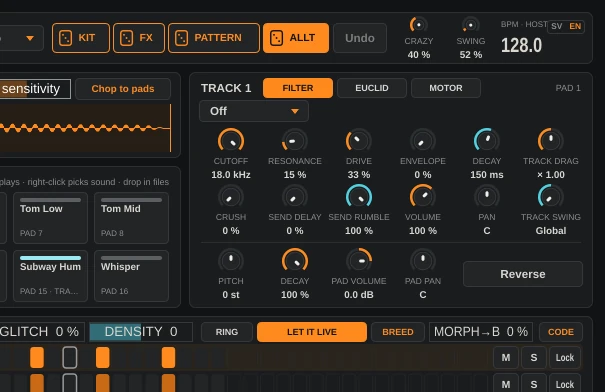 KIT FX PATTERN ALLT Undo
CRAZY SWING
40 % 52 %
BPM · HOST SV EN
128.0
sensitivity Chop to pads
TRACK 1 FILTER EUCLID MOTOR PAD 1
Off
CUTOFF RESONANCE DRIVE ENVELOPE DECAY TRACK DRAG
18.0 kHz 15 % 33 % 0 % 150 ms × 1.00
CRUSH SEND DELAY SEND RUMBLE VOLUME PAN TRACK SWING
0 % 0 % 100 % 100 % C Global
PITCH DECAY PAD VOLUME PAD PAN
0 st 100 % 0.0 dB C
Reverse
plays · right-click picks sound · drop in files
Tom Low Tom Mid
PAD 7 PAD 8
Subway Hum Whisper
PAD 15 · TRA... PAD 16
GLITCH 0 % DENSITY 0 RING LET IT LIVE BREED MORPH→B 0 % CODE
M S Lock
M S Lock